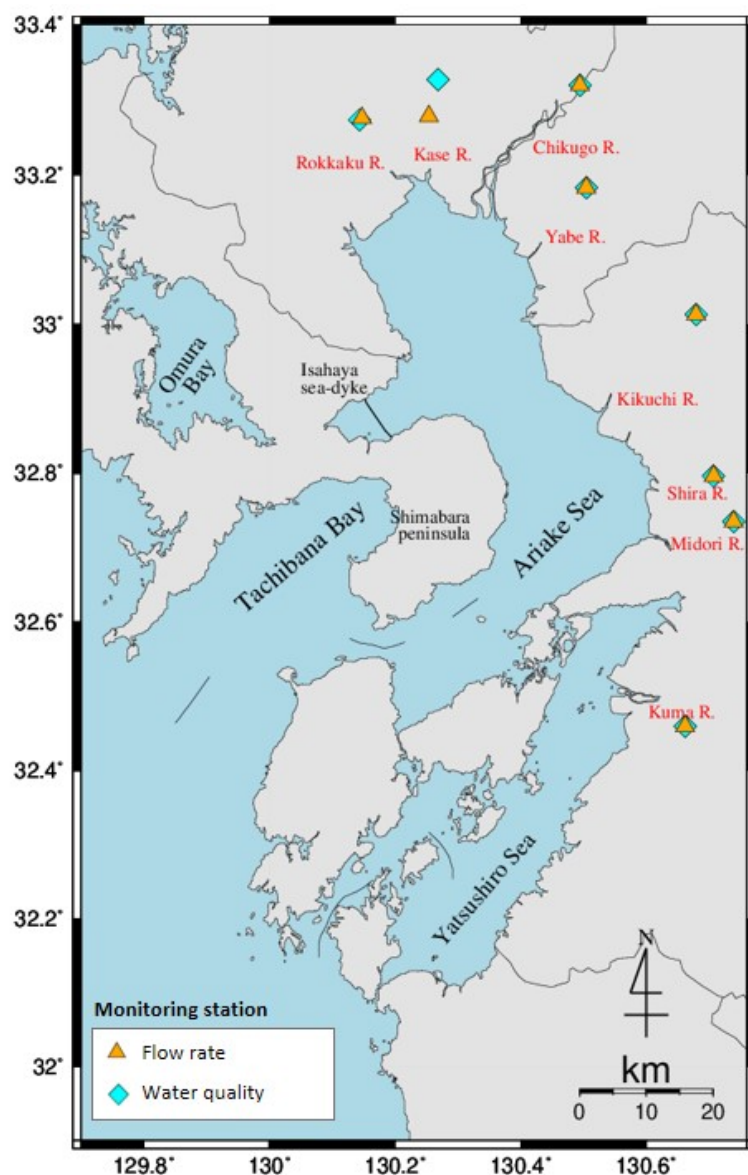 33.4°
33.2°
33°
32.8°
32.6°
32.4°
32.2°
32°
129.8°
130°
130.2°
130.4°
130.6°
Rokkaku R.
Kase R.
Chikugo R.
Yabe R.
Kikuchi R.
Shira R.
Midori R.
Kuma R.
Omura
Bay
Isahaya
sea-dyke
Shimabara
peninsula
Tachibana Bay
Ariake Sea
Yatsushiro Sea
N
km
0 10 20
Monitoring station
Flow rate
Water quality